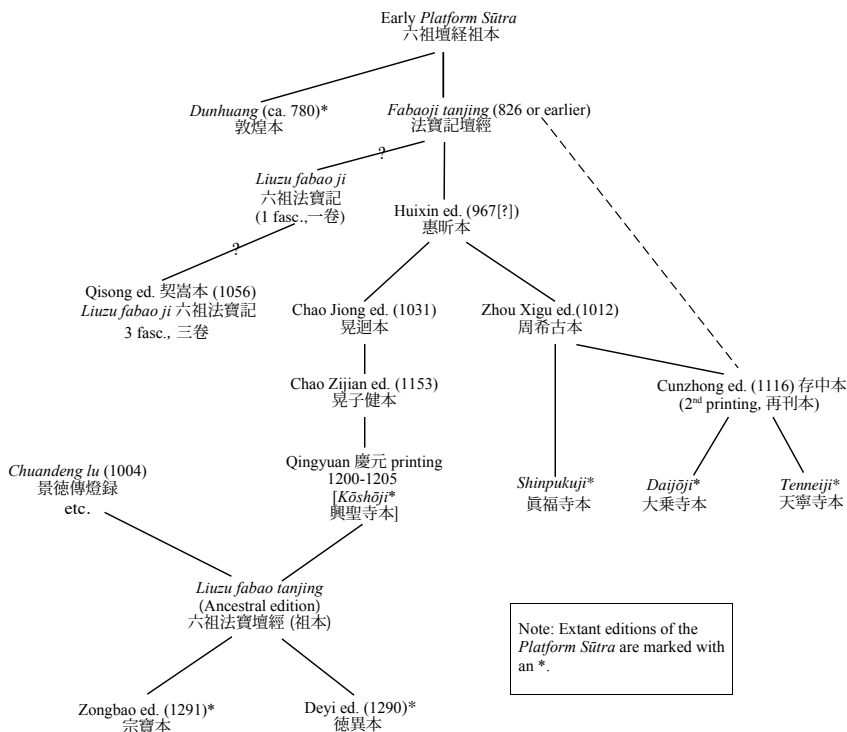 Early Platform Sūtra
六祖壇経祖本
Dunhuang (ca. 780)*
敦煌本
Fabaoji tanjing (826 or earlier)
法寶記壇經
?
Liuzu fabao ji
六祖法寶記
(1 fasc.,一卷)
Huixin ed. (967[?])
惠昕本
?
Qisong ed. 契嵩本 (1056)
Liuzu fabao ji 六祖法寶記
3 fasc., 三卷
Chao Jiong ed. (1031)
晃迥本
Zhou Xigu ed.(1012)
周希古本
Chao Zijian ed. (1153)
晃子健本
Cunzhong ed. (1116) 存中本
(2nd printing, 再刊本)
Qingyuan 慶元 printing
1200-1205
[Kōshōji*
興聖寺本]
Chuandeng lu (1004)
景徳傳燈録
etc.
Shinpukuji*
眞福寺本
Daijōji*
大乗寺本
Tenneiji*
天寧寺本
Liuzu fabao tanjing
(Ancestral edition)
六祖法寶壇經 (祖本)
Note: Extant editions of the
Platform Sūtra are marked with
an *.
Zongbao ed. (1291)*
宗寶本
Deyi ed. (1290)*
徳異本